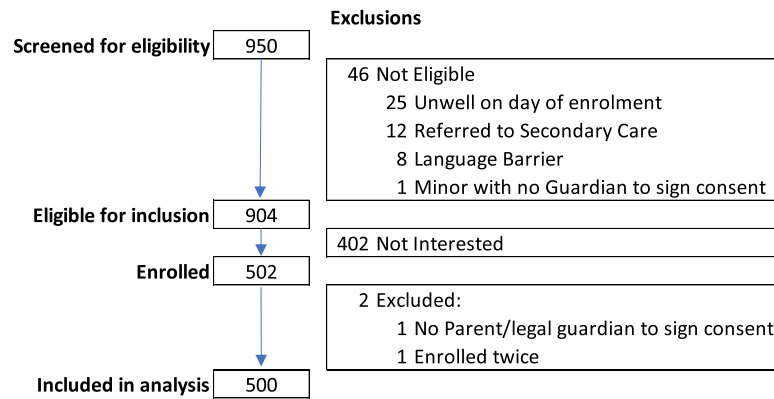 Exclusions
Screened for eligibility 950
46 Not Eligible
25 Unwell on day of enrolment
12 Referred to Secondary Care
8 Language Barrier
1 Minor with no Guardian to sign consent
Eligible for inclusion 904
402 Not Interested
Enrolled 502
2 Excluded:
1 No Parent/legal guardian to sign consent
1 Enrolled twice
Included in analysis 500